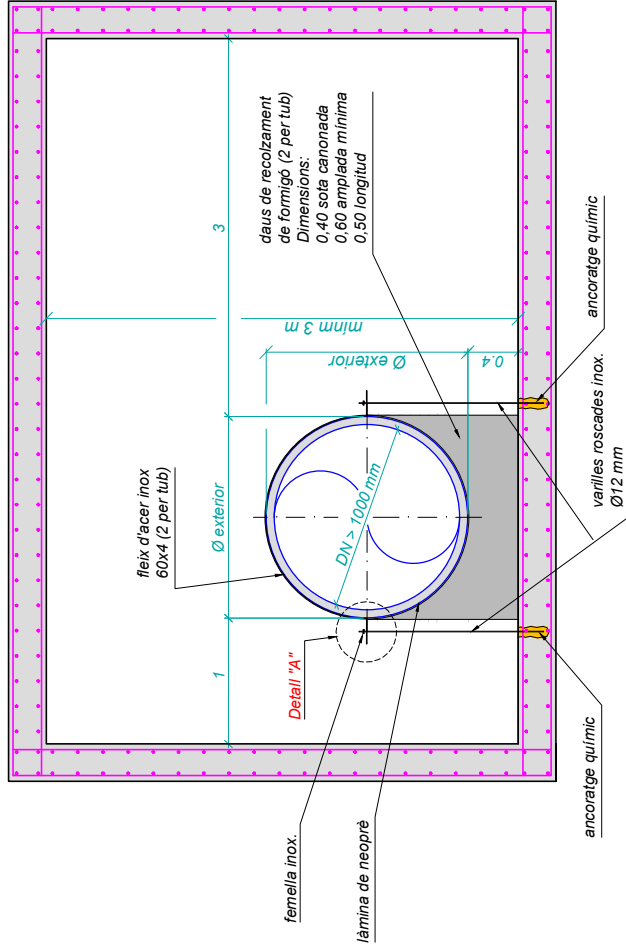 fleix d'acer inox
60x4 (2 per tub)
daus de recolzament
de formigó (2 per tub)
Dimensions:
0,40 sota canonada
0,60 amplada mínima
0,50 longitud
1
Ø exterior
3
mínm 3 m
Ø exterior
0.4
DN > 1000 mm
Detall "A"
femella inox.
làmina de neoprè
ancoratge químic
varilles roscades inox.
Ø12 mm
ancoratge químic